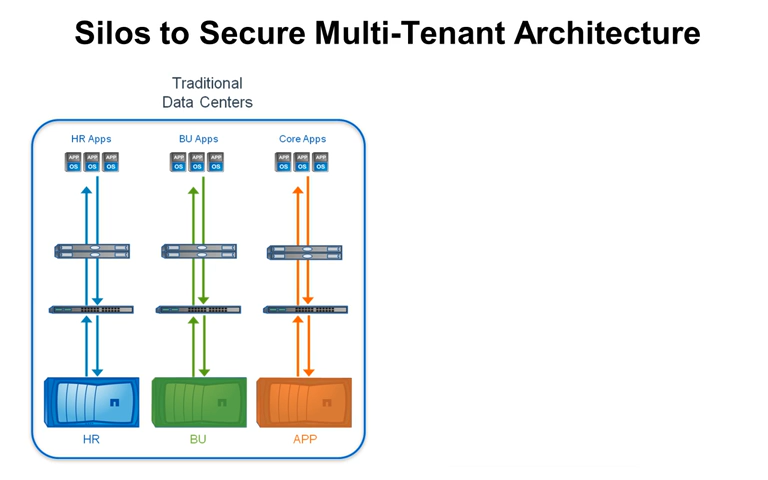 Silos to Secure Multi-Tenant Architecture
Traditional
Data Centers
HR Apps BU Apps Core Apps
APP APP APP APP APP APP APP APP APP
OS OS OS OS OS OS OS OS OS
HR BU APP